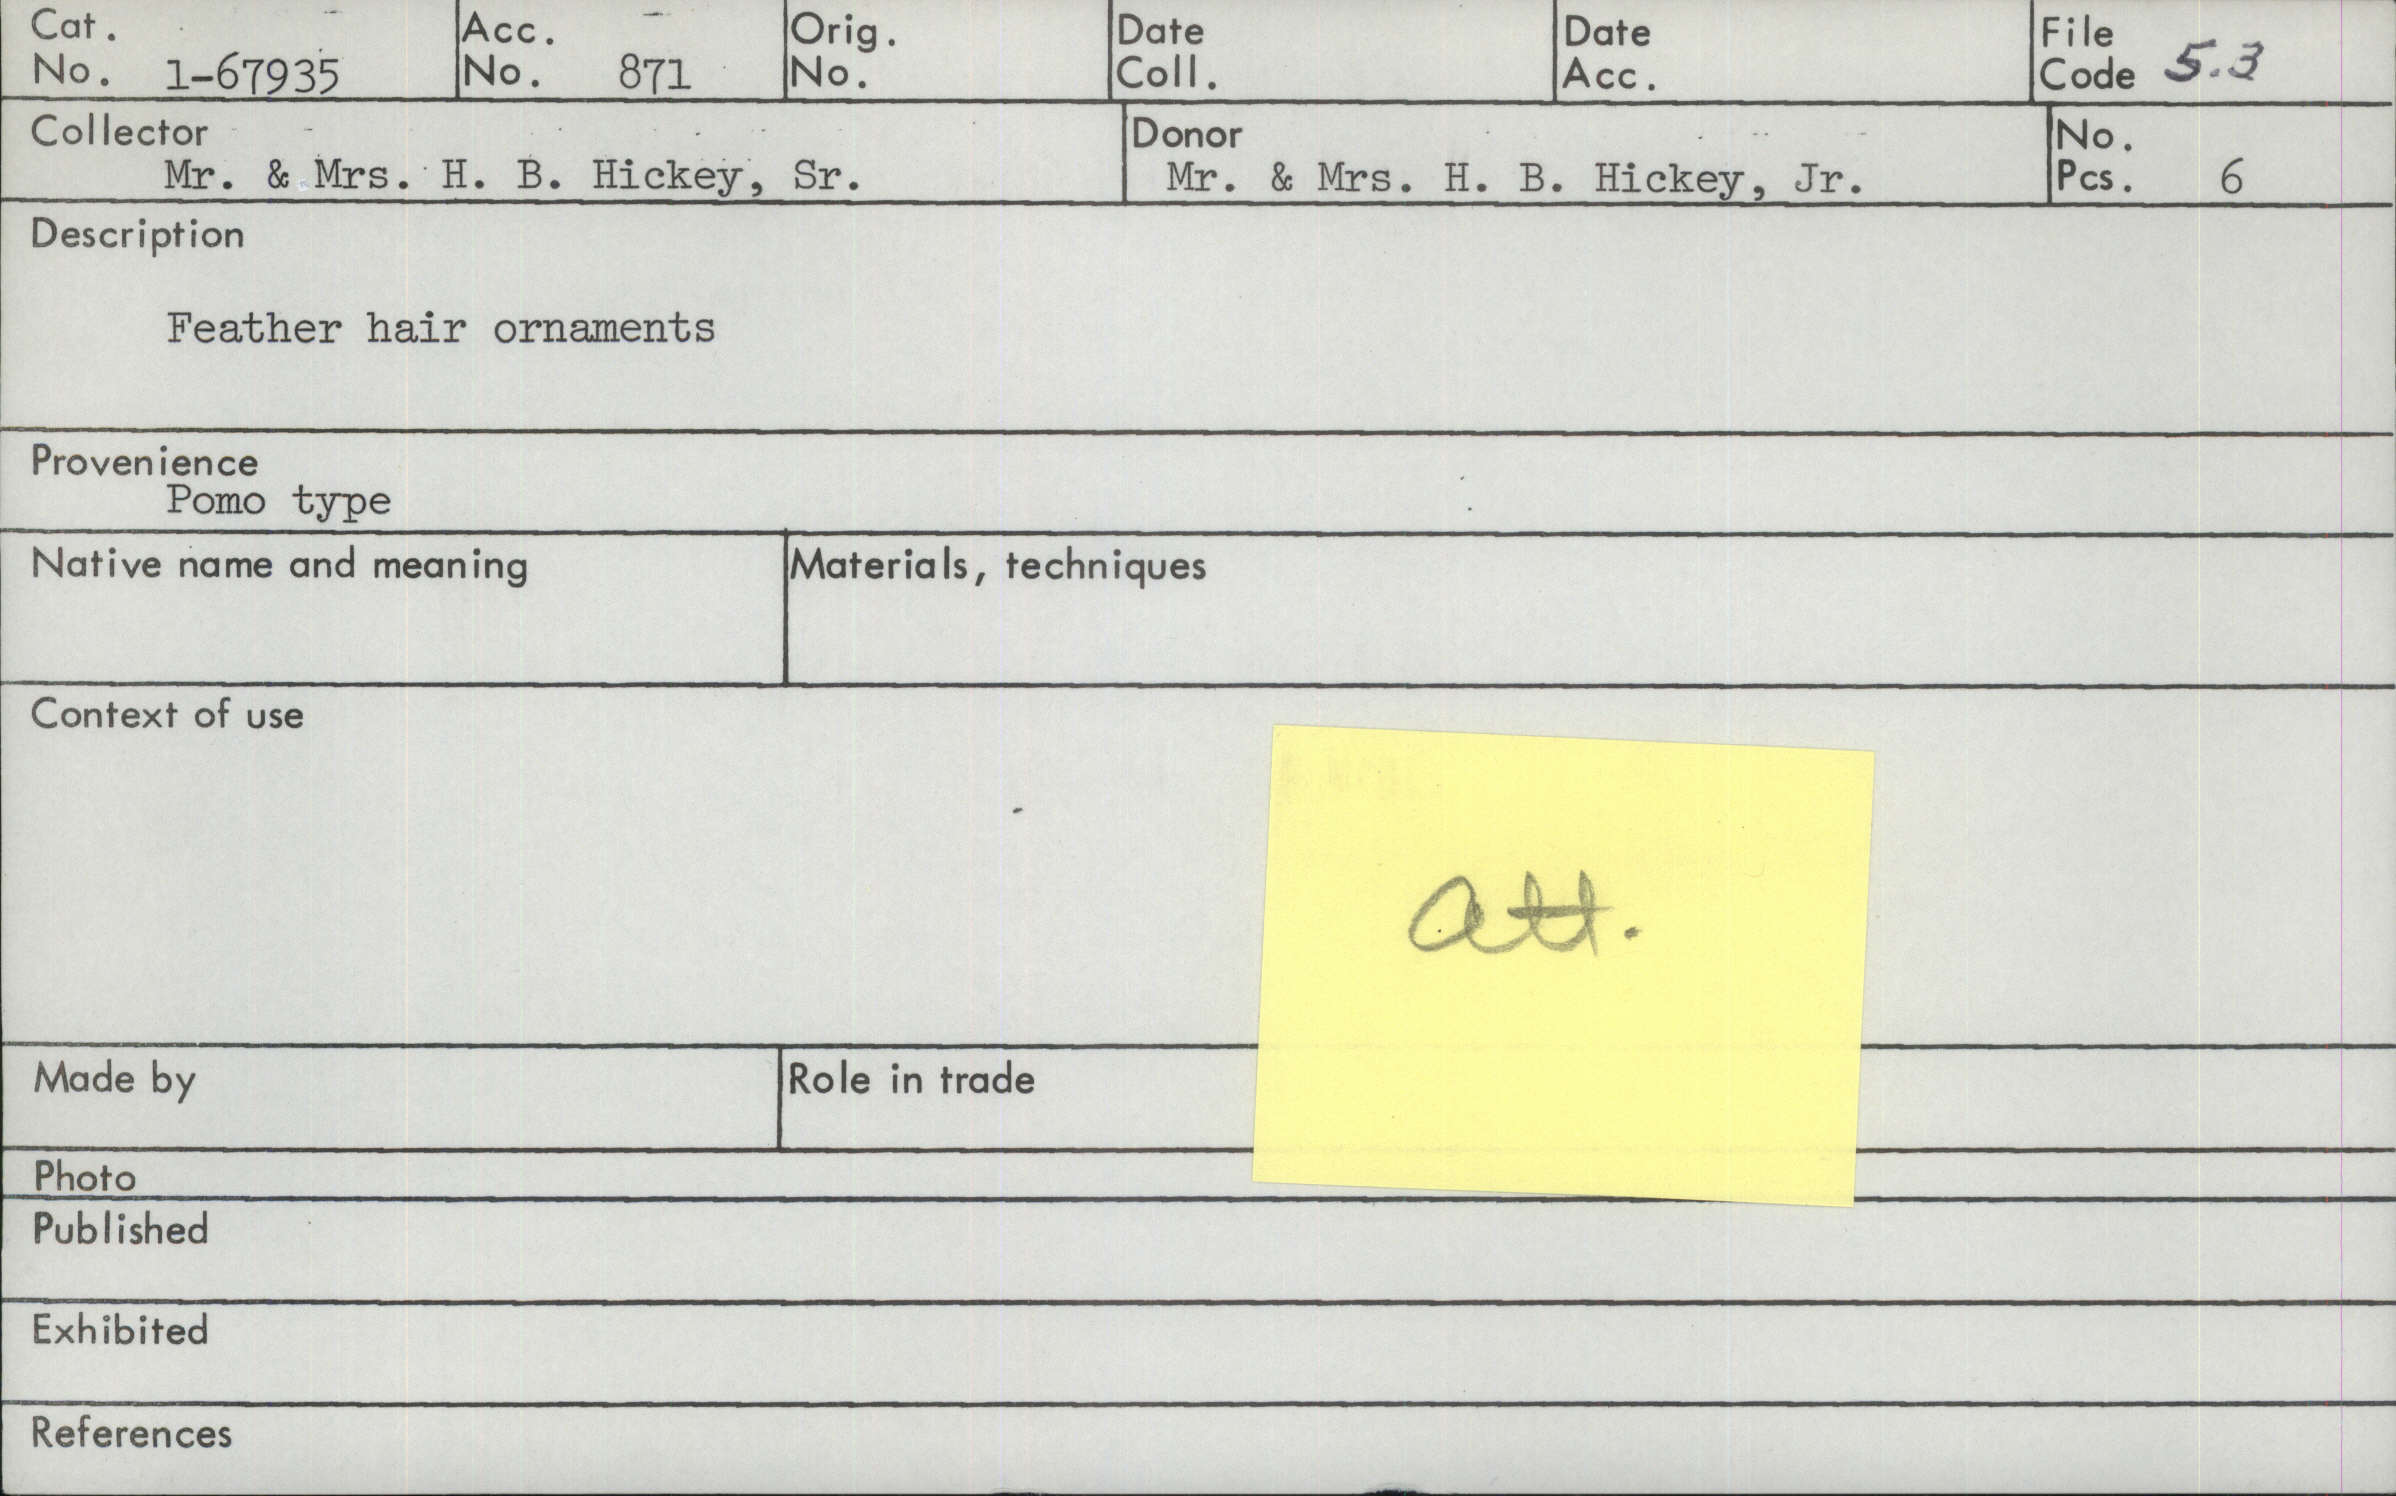 Cat. No. 1-67935
Acc. No. 871
Orig. No.
Date Coll.
Date Acc.
File Code 5.3
Collector
Mr. & Mrs. H. B. Hickey, Sr.
Donor
Mr. & Mrs. H. B. Hickey, Jr.
No. Pcs. 6
Description
Feather hair ornaments
Provenience
Pomo type
Native name and meaning
Materials, techniques
Context of use
att.
Made by
Role in trade
Photo
Published
Exhibited
References